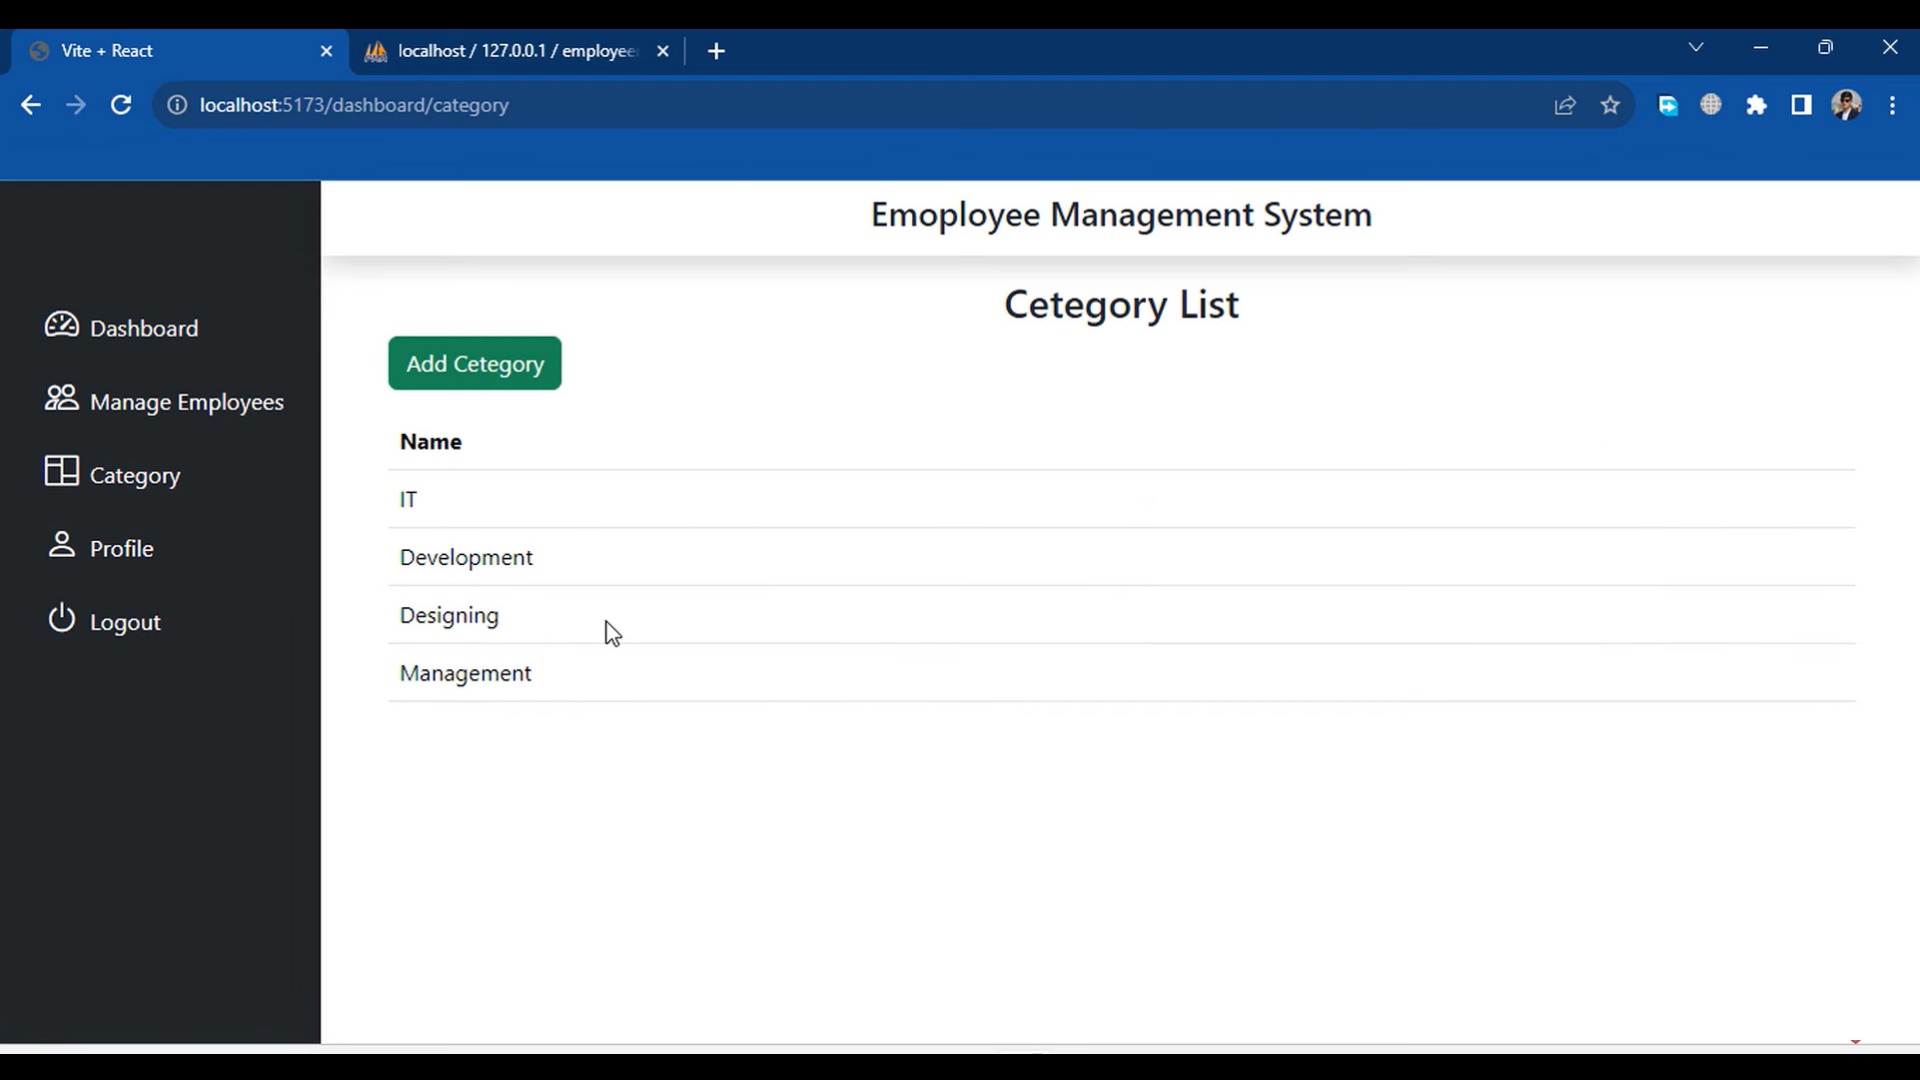 Vite + React
localhost / 127.0.0.1 / employee
localhost:5173/dashboard/category
Emoployee Management System
Dashboard
Manage Employees
Category
Profile
Logout
Cetegory List
Add Cetegory
Name
IT
Development
Designing
Management